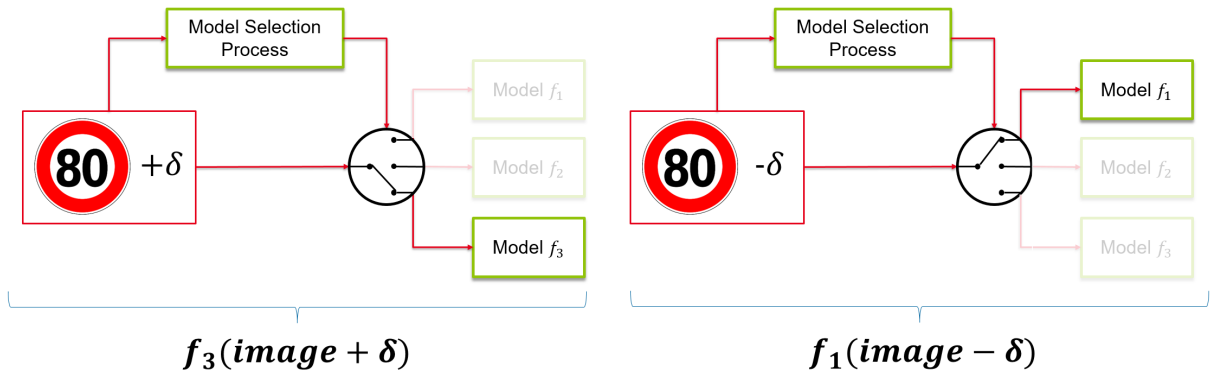 Model Selection
Process
Model f₁
80 +δ
Model f₂
Model f₃
f₃(image + δ)
Model Selection
Process
Model f₁
80 -δ
Model f₂
Model f₃
f₁(image − δ)